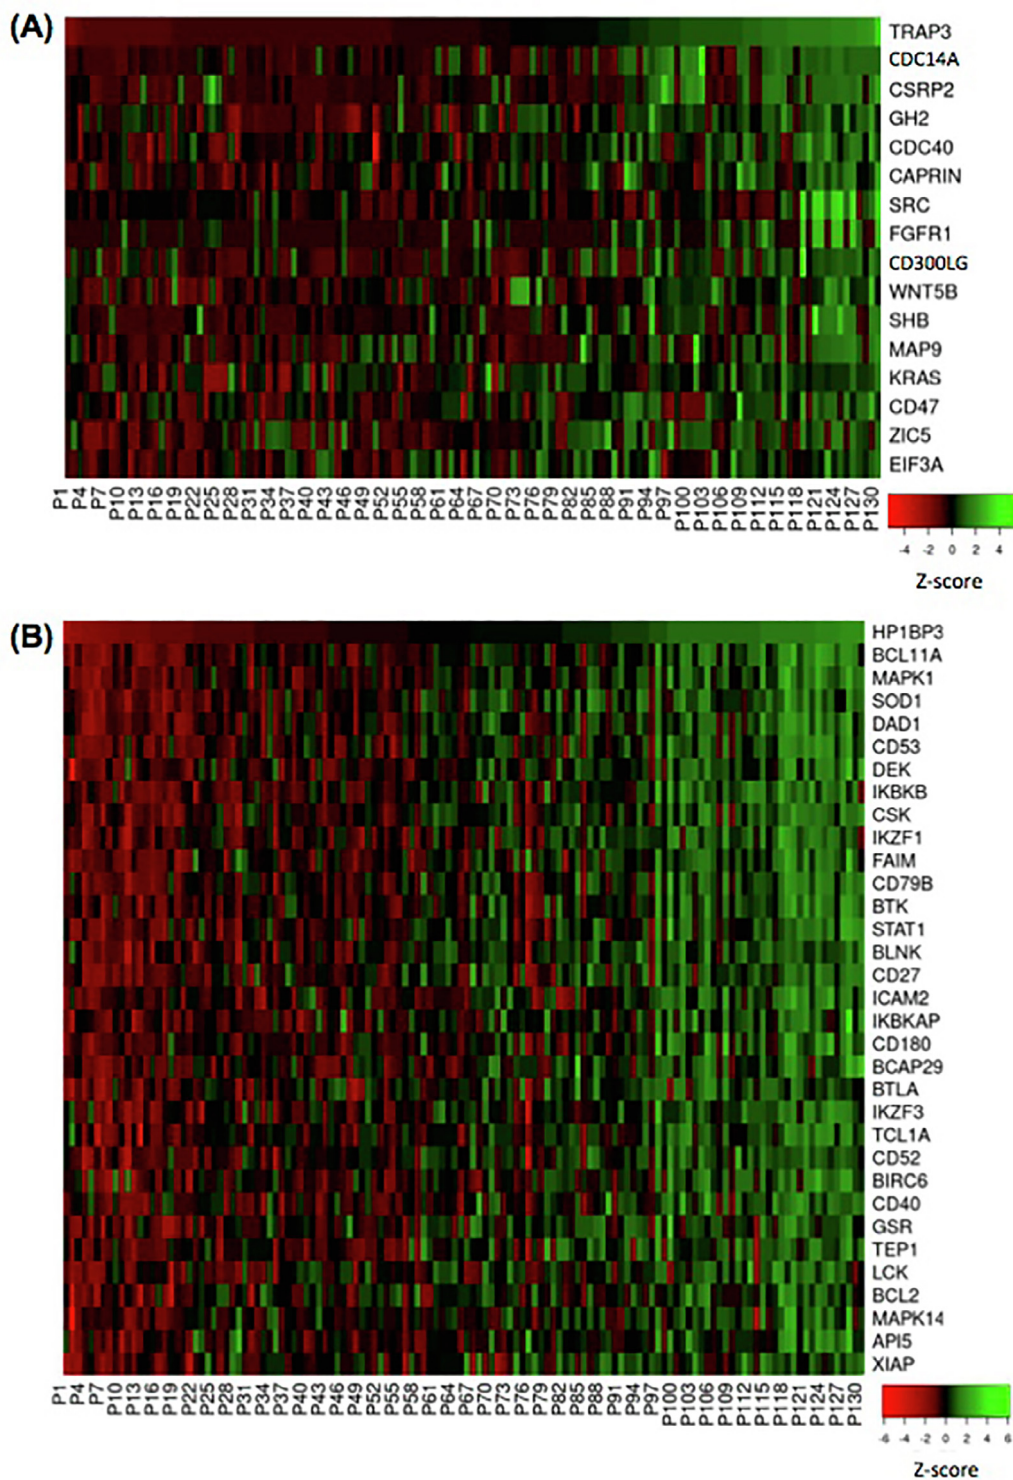 (A)
TRAP3
CDC14A
CSRP2
GH2
CDC40
CAPRIN
SRC
FGFR1
CD300LG
WNT5B
SHB
MAP9
KRAS
CD47
ZIC5
EIF3A
P1 P4 P7 P10 P13 P16 P19 P22 P25 P28 P31 P34 P37 P40 P43 P46 P49 P52 P55 P58 P61 P64 P67 P70 P73 P76 P79 P82 P85 P88 P91 P94 P97 P100 P103 P106 P109 P112 P115 P118 P121 P124 P127 P130
-4 -2 0 2 4
Z-score
(B)
HP1BP3
BCL11A
MAPK1
SOD1
DAD1
CD53
DEK
IKBKB
CSK
IKZF1
FAIM
CD79B
BTK
STAT1
BLNK
CD27
ICAM2
IKBKAP
CD180
BCAP29
BTLA
IKZF3
TCL1A
CD52
BIRC6
CD40
GSR
TEP1
LCK
BCL2
MAPK14
API5
XIAP
P1 P4 P7 P10 P13 P16 P19 P22 P25 P28 P31 P34 P37 P40 P43 P46 P49 P52 P55 P58 P61 P64 P67 P70 P73 P76 P79 P82 P85 P88 P91 P94 P97 P100 P103 P106 P109 P112 P115 P118 P121 P124 P127 P130
-6 -4 -2 0 2 4 6
Z-score